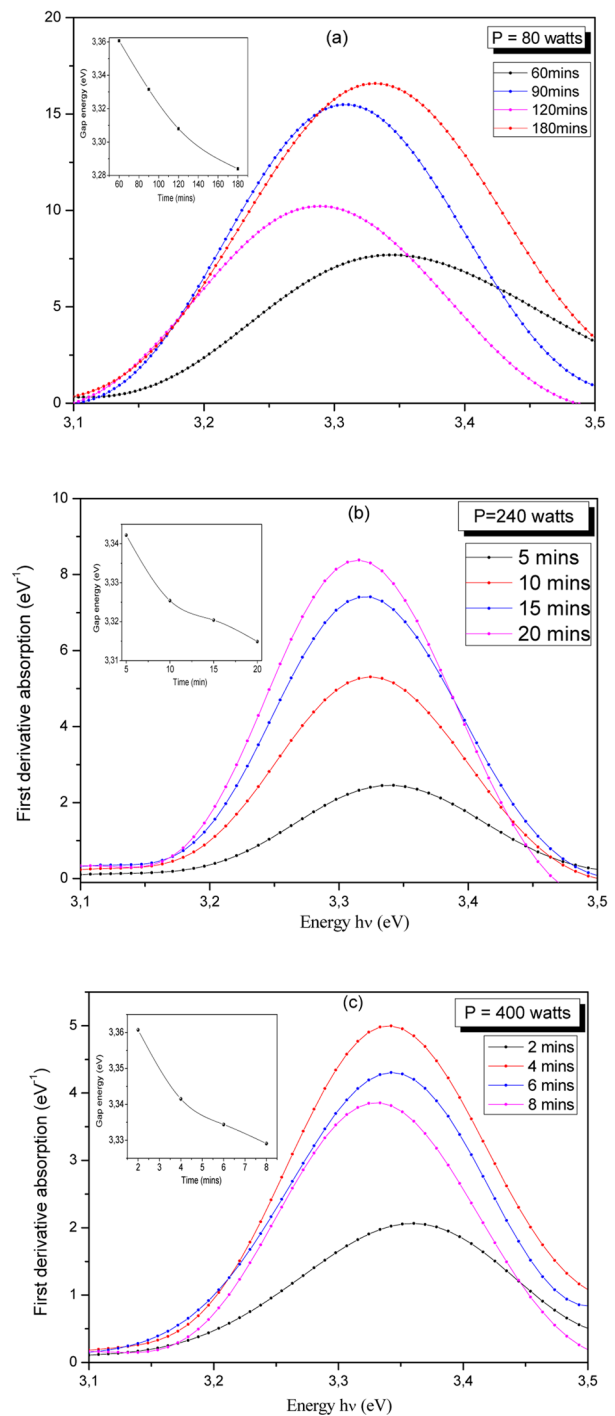 (a)
P = 80 watts
60mins
90mins
120mins
180mins
20
15
10
5
0
3,1
3,2
3,3
3,4
3,5
Gap energy (eV)
3,36
3,34
3,32
3,30
3,28
60 80 100 120 140 160 180
Time (mins)
(b)
P=240 watts
5 mins
10 mins
15 mins
20 mins
First derivative absorption (eV⁻¹)
10
8
6
4
2
0
3,1
3,2
3,3
3,4
3,5
Energy hν (eV)
Gap energy (eV)
3,34
3,33
3,32
3,31
5 10 15 20
Time (min)
(c)
P = 400 watts
2 mins
4 mins
6 mins
8 mins
First derivative absorption (eV⁻¹)
5
4
3
2
1
0
3,1
3,2
3,3
3,4
3,5
Energy hν (eV)
Gap energy (eV)
3,36
3,35
3,34
3,33
2 3 4 5 6 7 8
Time (mins)